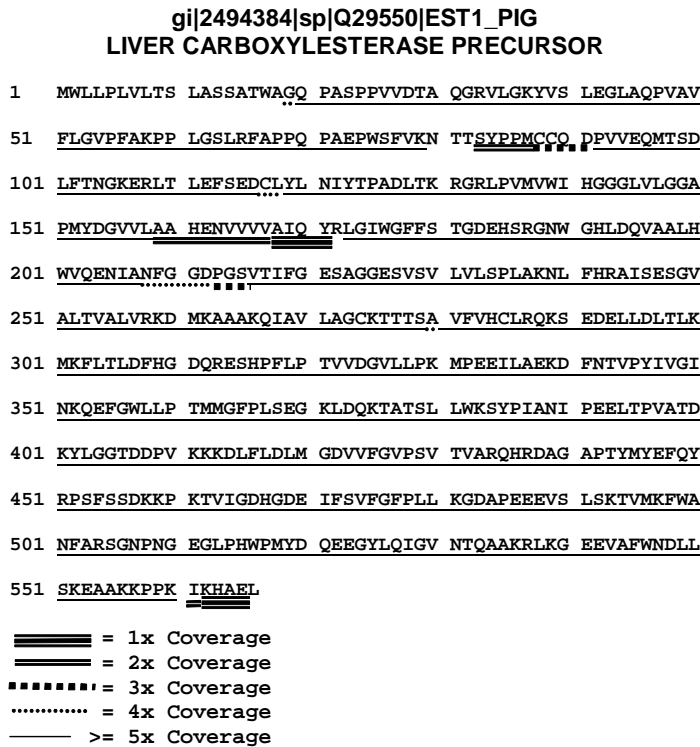 gi|2494384|sp|Q29550|EST1_PIG
LIVER CARBOXYLESTERASE PRECURSOR
1 MWLLPLVLTS LASSATWAGQ PASPPVVDTA QGRVLGKYVS LEGLAQPVAV
51 FLGVPFAKPP LGSLRFAPPQ PAEPWSFVKN TTSYPPMCCQ DPVVEQMTSD
101 LFTNGKERLT LEFSEDCLYL NIYTPADLTK RGRLPVMVWI HGGGLVLGGA
151 PMYDGVVLAA HENVVVVAIQ YRLGIWGFFS TGDEHSRGNW GHLDQVAALH
201 WVQENIANFG GDPGSVTIFG ESAGGESVSV LVLSPLAKNL FHRAISESGV
251 ALTVALVRKD MKAAAKQIAV LAGCKTTTSA VFVHCLRQKS EDELLDLTLK
301 MKFLTLDFHG DQRESHPFLP TVVDGVLLPK MPEEILAEKD FNTVPYIVGI
351 NKQEFGWLLP TMMGFPLSEG KLDQKTATSL LWKSYPIANI PEELTPVATD
401 KYLGGTDDPV KKKDLFLDLM GDVVFGVPSV TVARQHRDAG APTYMYEFQY
451 RPSFSSDKKP KTVIGDHGDE IFSVFGFPLL KGDAPEEEVS LSKTVMKFWA
501 NFARSGNPNG EGLPHWPMYD QEEGYLQIGV NTQAAKRLKG EEVAFWNDLL
551 SKEAAKKPPK IKHAEL
= 1x Coverage
= 2x Coverage
= 3x Coverage
= 4x Coverage
>= 5x Coverage